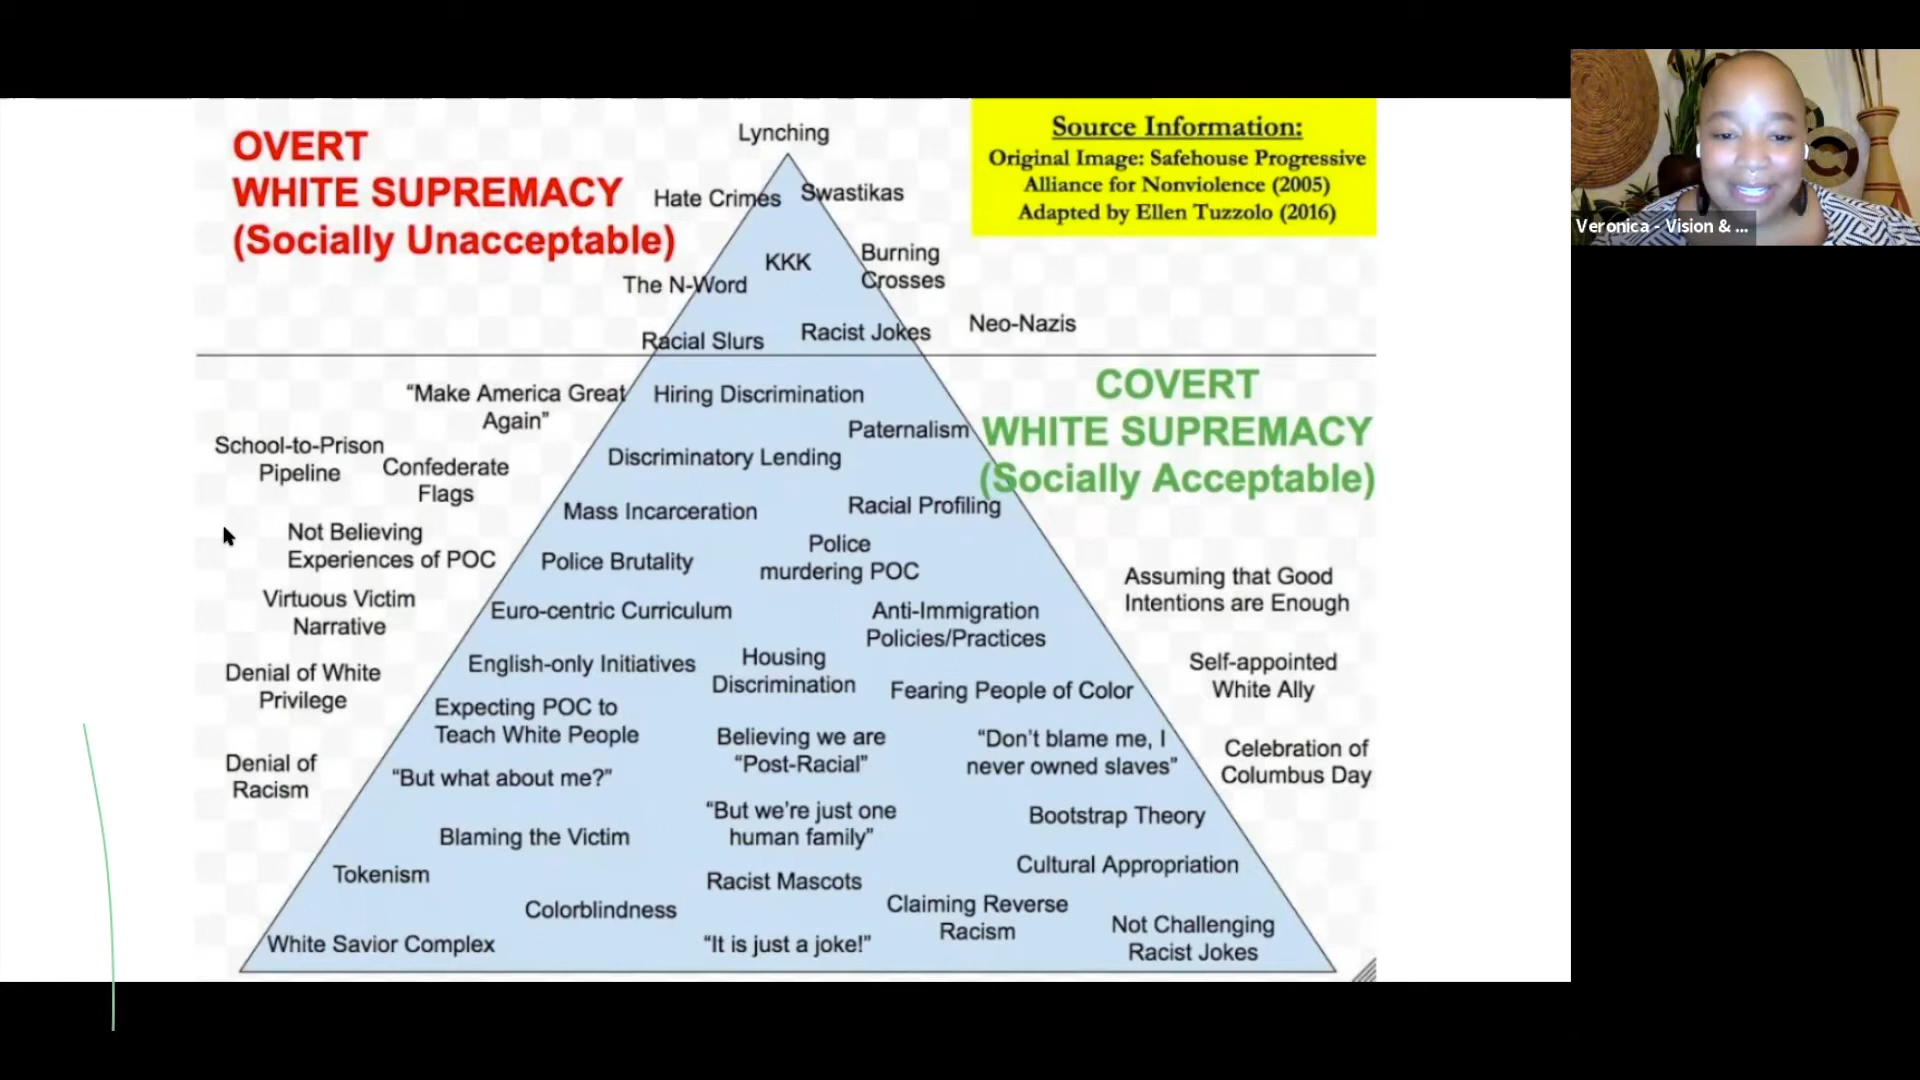 OVERT
WHITE SUPREMACY
(Socially Unacceptable)
Lynching
Hate Crimes
Swastikas
KKK
Burning
Crosses
The N-Word
Racial Slurs
Racist Jokes
Neo-Nazis
Source Information:
Original Image: Safehouse Progressive
Alliance for Nonviolence (2005)
Adapted by Ellen Tuzzolo (2016)
Veronica - Vision & ...
COVERT
WHITE SUPREMACY
(Socially Acceptable)
"Make America Great
Again"
Hiring Discrimination
Paternalism
School-to-Prison
Pipeline
Confederate
Flags
Discriminatory Lending
Mass Incarceration
Racial Profiling
Not Believing
Experiences of POC
Police Brutality
Police
murdering POC
Assuming that Good
Intentions are Enough
Virtuous Victim
Narrative
Euro-centric Curriculum
Anti-Immigration
Policies/Practices
Denial of White
Privilege
English-only Initiatives
Housing
Discrimination
Fearing People of Color
Self-appointed
White Ally
Expecting POC to
Teach White People
Believing we are
"Post-Racial"
"Don't blame me, I
never owned slaves"
Celebration of
Columbus Day
Denial of
Racism
"But what about me?"
"But we're just one
human family"
Bootstrap Theory
Blaming the Victim
Tokenism
Racist Mascots
Cultural Appropriation
Colorblindness
Claiming Reverse
Racism
Not Challenging
Racist Jokes
White Savior Complex
"It is just a joke!"